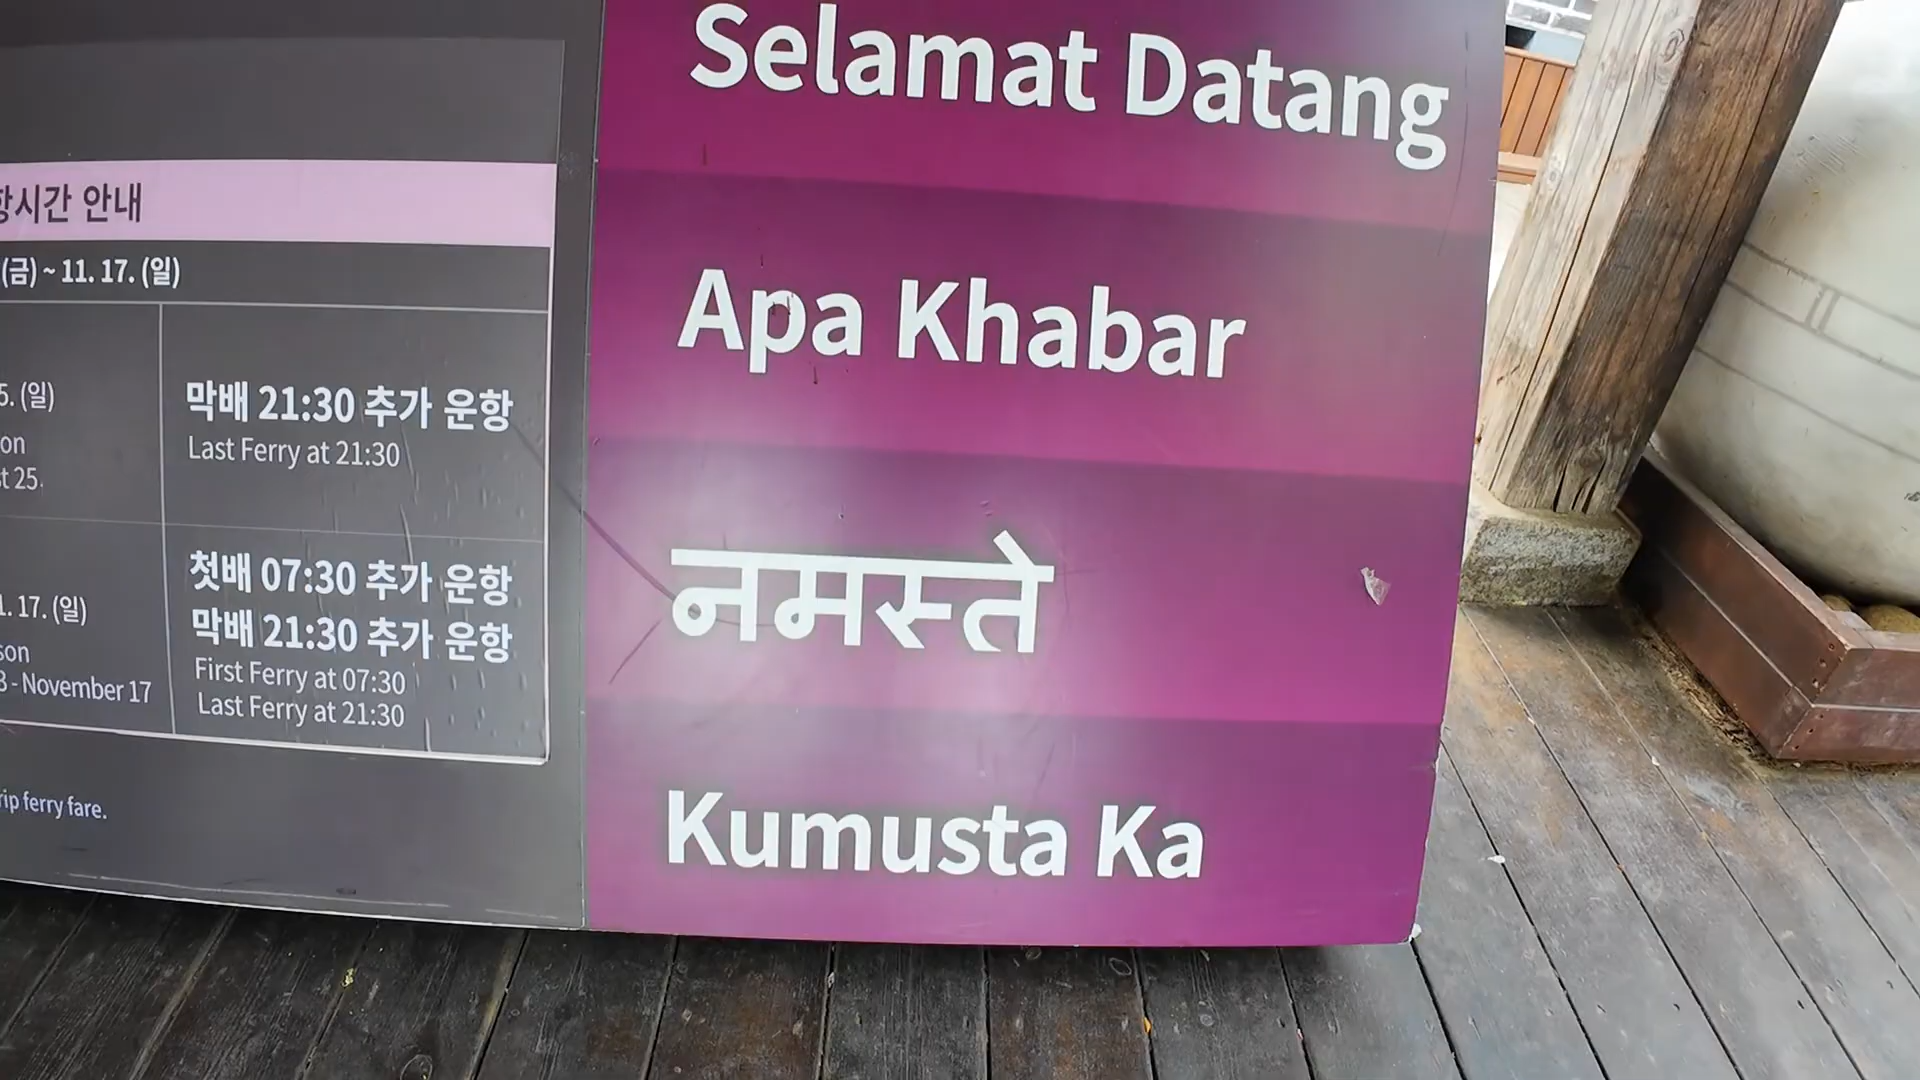 항시간 안내
(금) ~ 11. 17. (일)
5. (일)
on
t 25.
막배 21:30 추가 운항
Last Ferry at 21:30
1. 17. (일)
son
3 - November 17
첫배 07:30 추가 운항
막배 21:30 추가 운항
First Ferry at 07:30
Last Ferry at 21:30
rip ferry fare.
Selamat Datang
Apa Khabar
नमस्ते
Kumusta Ka